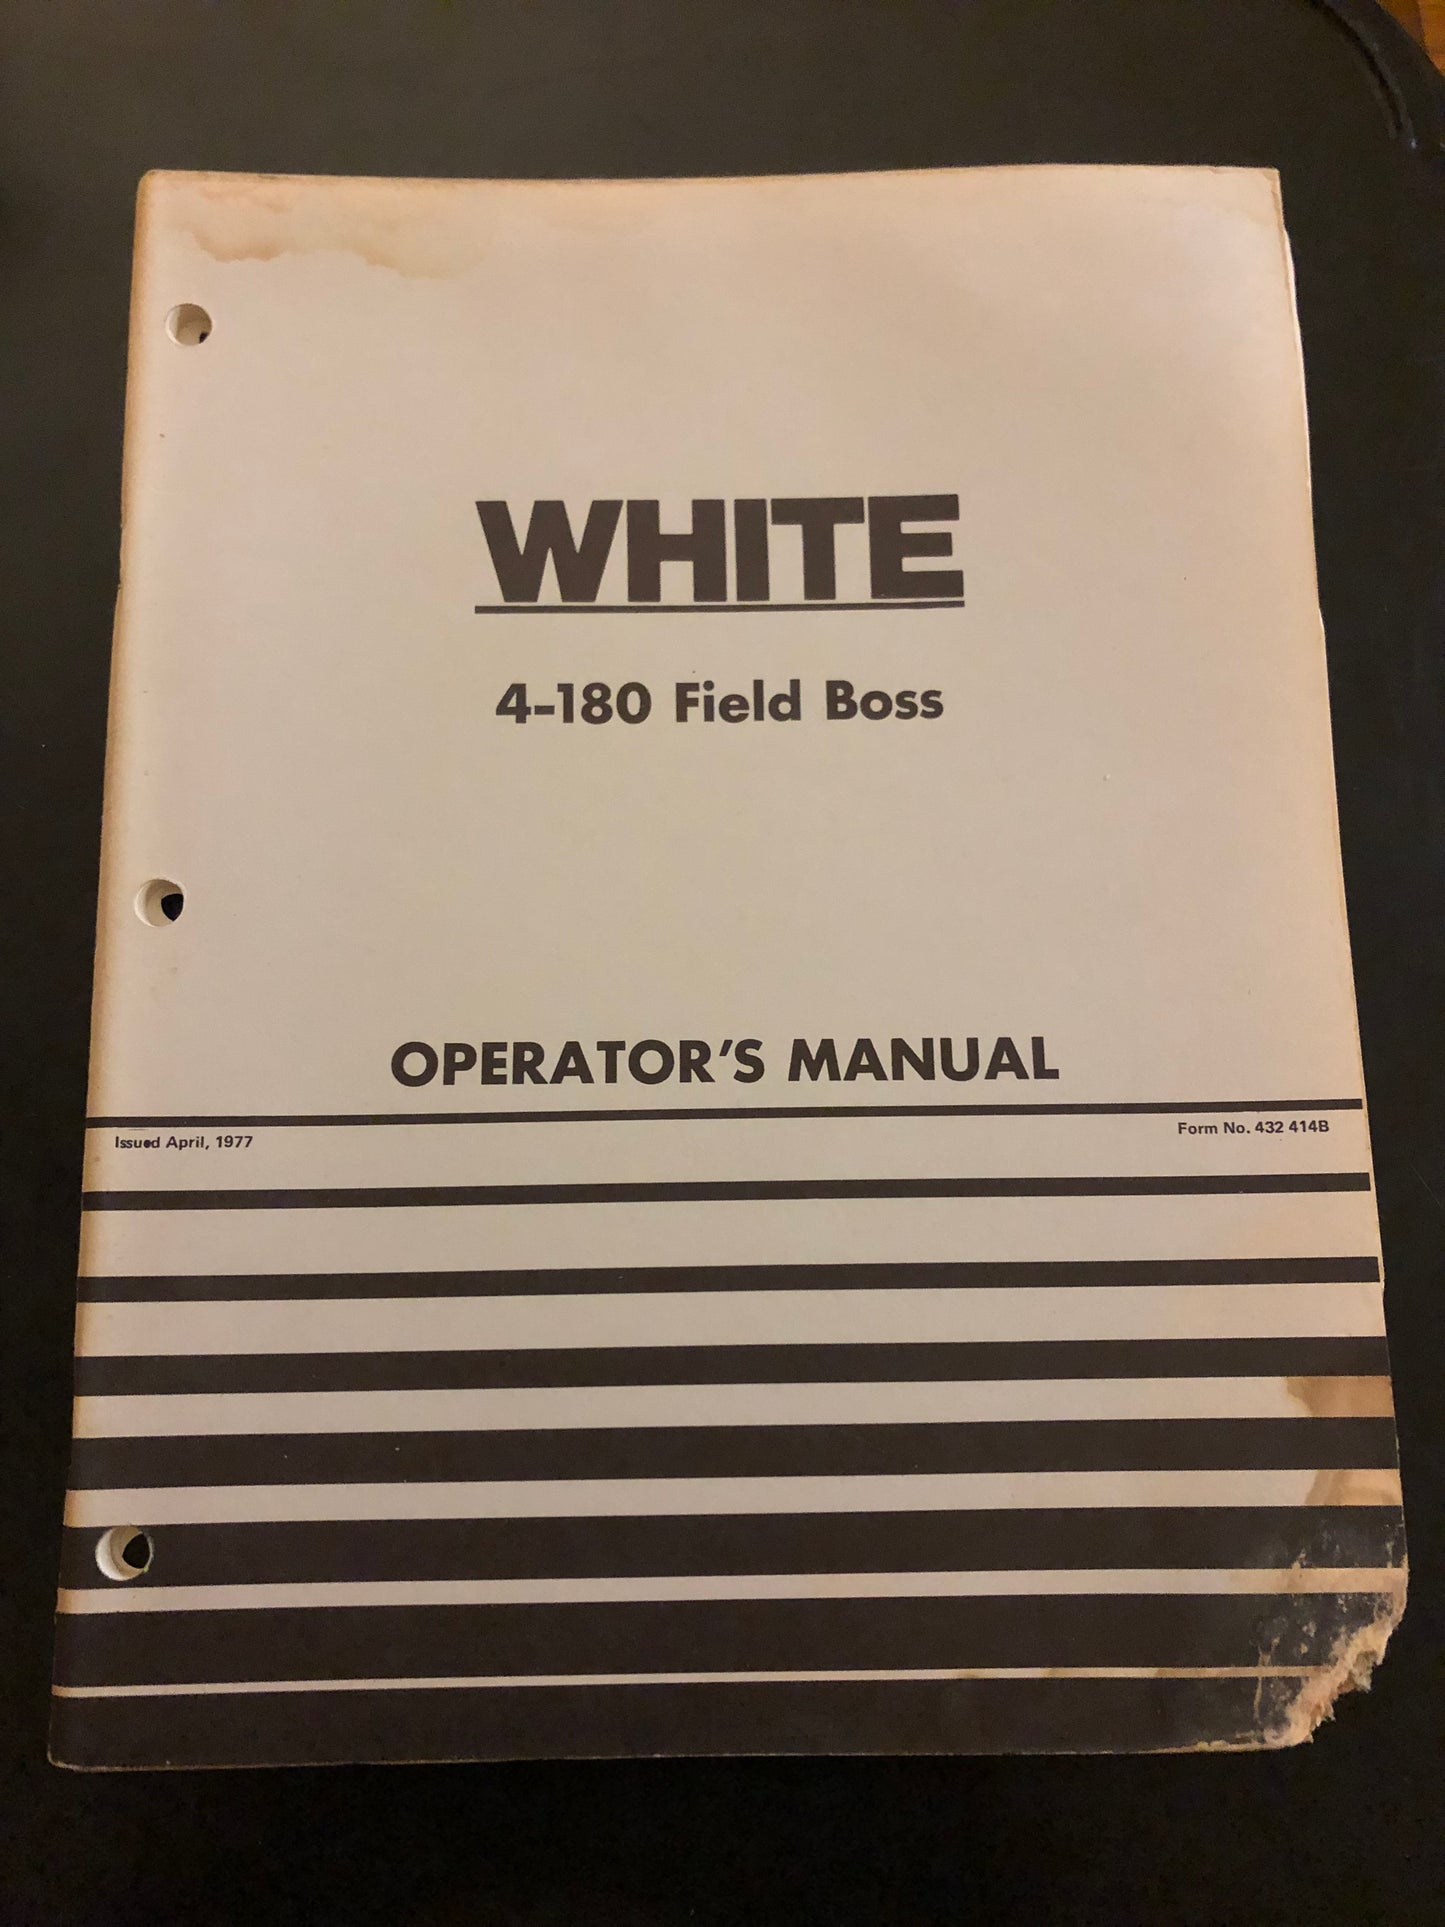 WHITE
4-180 Field Boss
OPERATOR'S MANUAL
Issued April, 1977
Form No. 432 414B